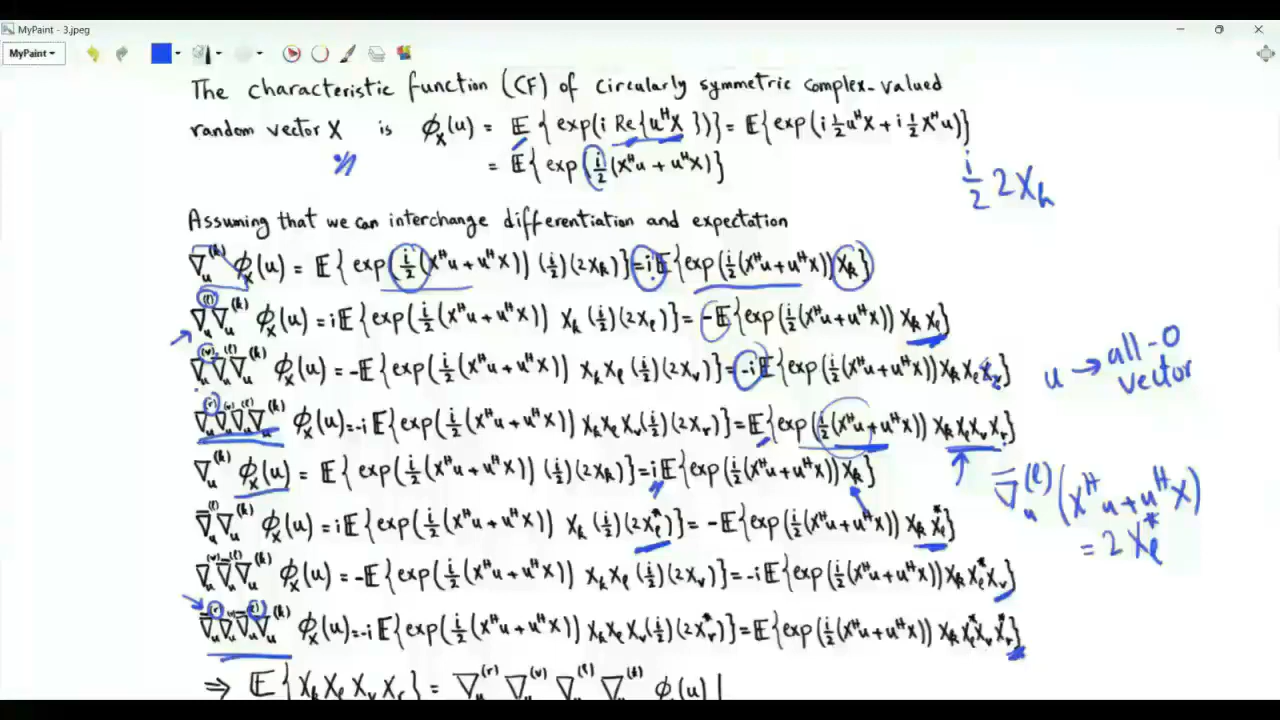 MyPaint - 3.jpeg
MyPaint
The characteristic function (CF) of circularly symmetric complex-valued
random vector X is ϕ_X(u) = 𝔼{exp(i Re{u^H X})} = 𝔼{exp(i ½ u^H X + i ½ X^H u)}
= 𝔼{exp(i/2 (X^H u + u^H X)}
i/2 2X_k
Assuming that we can interchange differentiation and expectation
∇_u^(k) ϕ_X(u) = 𝔼{exp(i/2 (X^H u + u^H X)) (i/2)(2X_k)} = i𝔼{exp(i/2 (X^H u + u^H X)) X_k}
∇_u^(l) ∇_u^(k) ϕ_X(u) = i𝔼{exp(i/2 (X^H u + u^H X)) X_k (i/2)(2X_l)} = -𝔼{exp(i/2 (X^H u + u^H X)) X_k X_l}
∇_u^(v) ∇_u^(l) ∇_u^(k) ϕ_X(u) = -𝔼{exp(i/2 (X^H u + u^H X)) X_k X_l (i/2)(2X_v)} = -i𝔼{exp(i/2 (X^H u + u^H X)) X_k X_l X_v}
u → all-0 vector
∇_u^(r) ∇_u^(v) ∇_u^(l) ∇_u^(k) ϕ_X(u) = -i𝔼{exp(i/2 (X^H u + u^H X)) X_k X_l X_v (i/2)(2X_r)} = 𝔼{exp(i/2 (X^H u + u^H X)) X_k X_l X_v X_r}
∇_u^(k) ϕ_X(u) = 𝔼{exp(i/2 (X^H u + u^H X)) (i/2)(2X_k)} = i𝔼{exp(i/2 (X^H u + u^H X)) X_k}
∇̄_u^(l) (X^H u + u^H X)
= 2X_l^*
∇̄_u^(l) ∇_u^(k) ϕ_X(u) = i𝔼{exp(i/2 (X^H u + u^H X)) X_k (i/2)(2X_l^*)} = -𝔼{exp(i/2 (X^H u + u^H X)) X_k X_l^*}
∇_u^(v) ∇̄_u^(l) ∇_u^(k) ϕ_X(u) = -𝔼{exp(i/2 (X^H u + u^H X)) X_k X_l (i/2)(2X_v)} = -i𝔼{exp(i/2 (X^H u + u^H X)) X_k X_l^* X_v}
∇̄_u^(r) ∇_u^(v) ∇̄_u^(l) ∇_u^(k) ϕ_X(u) = -i𝔼{exp(i/2 (X^H u + u^H X)) X_k X_l X_v (i/2)(2X_r^*)} = 𝔼{exp(i/2 (X^H u + u^H X)) X_k X_l^* X_v X_r^*}
⇒ 𝔼{X_k X_l X_v X_r} = ∇_u^(r) ∇_u^(v) ∇_u^(l) ∇_u^(k) ϕ_X(u)|